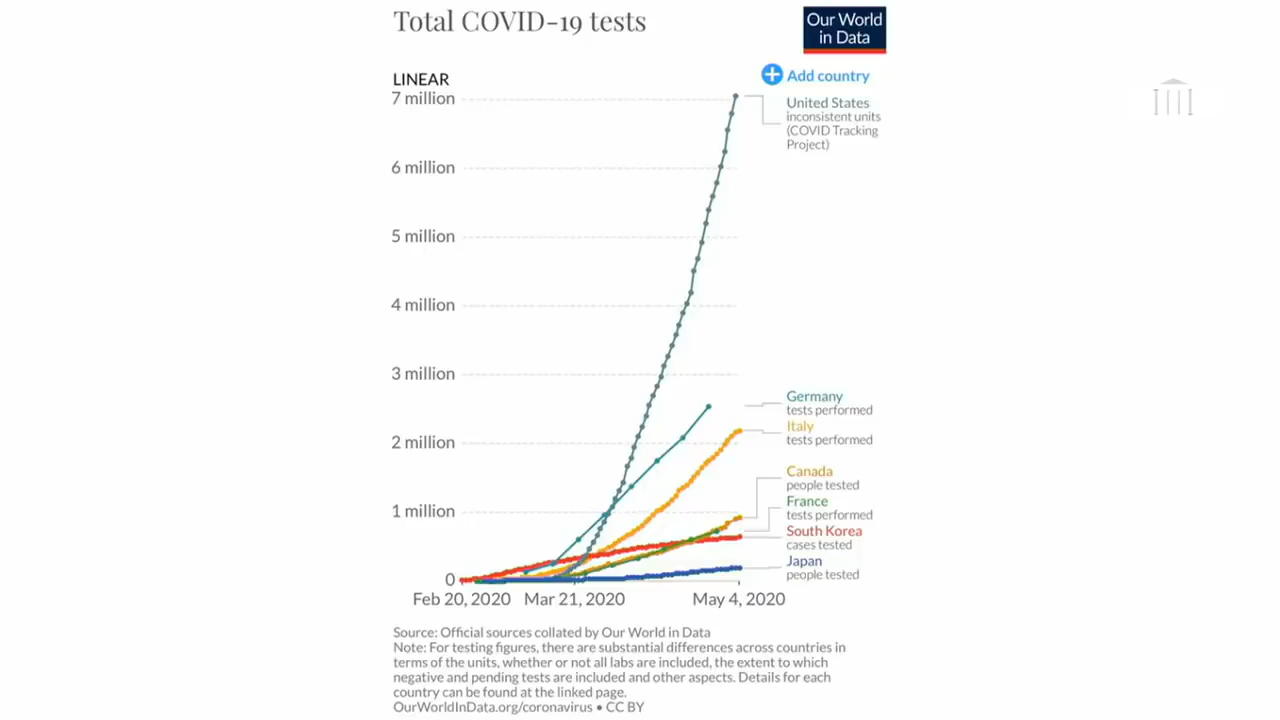 Total COVID-19 tests
Our World
in Data
LINEAR
Add country
7 million
6 million
5 million
4 million
3 million
2 million
1 million
0
United States
inconsistent units
(COVID Tracking
Project)
Germany
tests performed
Italy
tests performed
Canada
people tested
France
tests performed
South Korea
cases tested
Japan
people tested
Feb 20, 2020
Mar 21, 2020
May 4, 2020
Source: Official sources collated by Our World in Data
Note: For testing figures, there are substantial differences across countries in
terms of the units, whether or not all labs are included, the extent to which
negative and pending tests are included and other aspects. Details for each
country can be found at the linked page.
OurWorldInData.org/coronavirus • CC BY